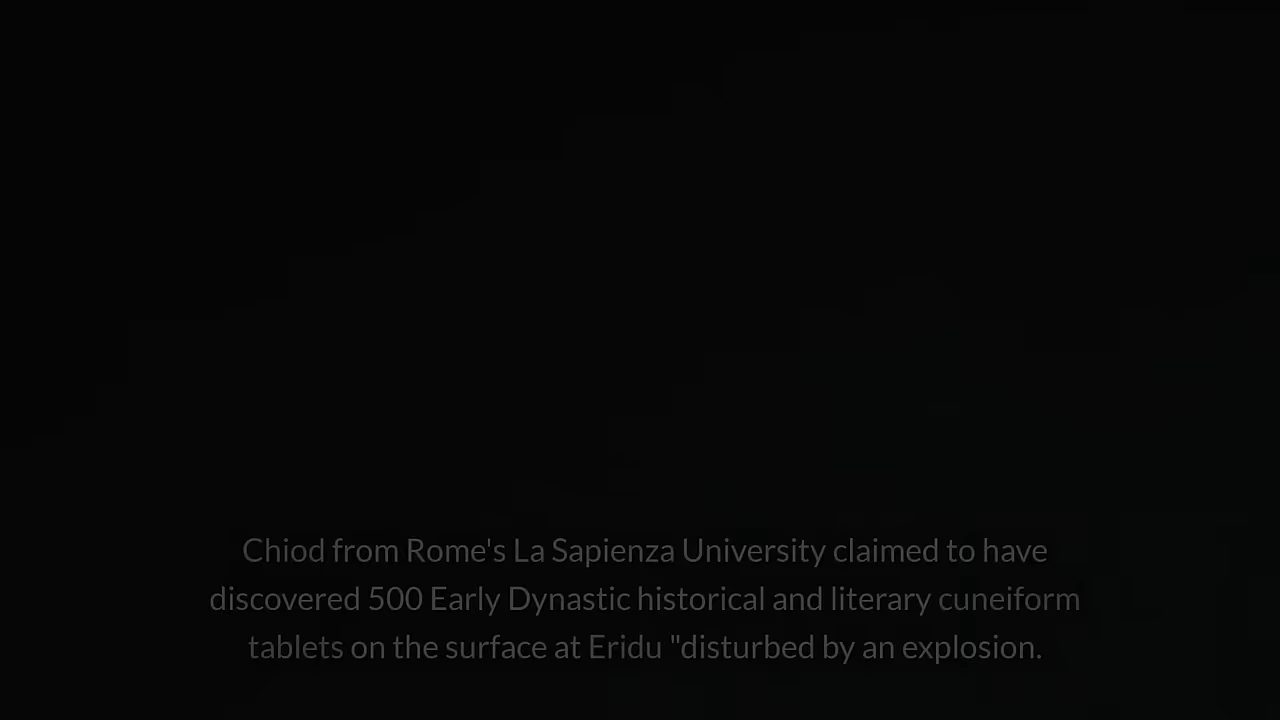 Chiod from Rome's La Sapienza University claimed to have
discovered 500 Early Dynastic historical and literary cuneiform
tablets on the surface at Eridu "disturbed by an explosion.